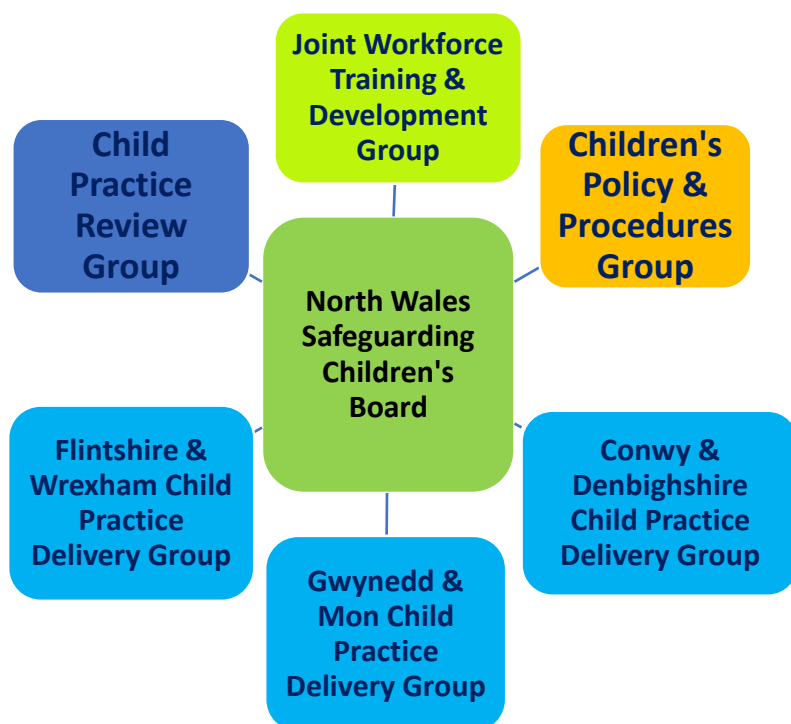 Joint Workforce
Training &
Development
Group
Child
Practice
Review
Group
Children's
Policy &
Procedures
Group
North Wales
Safeguarding
Children's
Board
Flintshire &
Wrexham Child
Practice
Delivery Group
Conwy &
Denbighshire
Child Practice
Delivery Group
Gwynedd &
Mon Child
Practice
Delivery Group